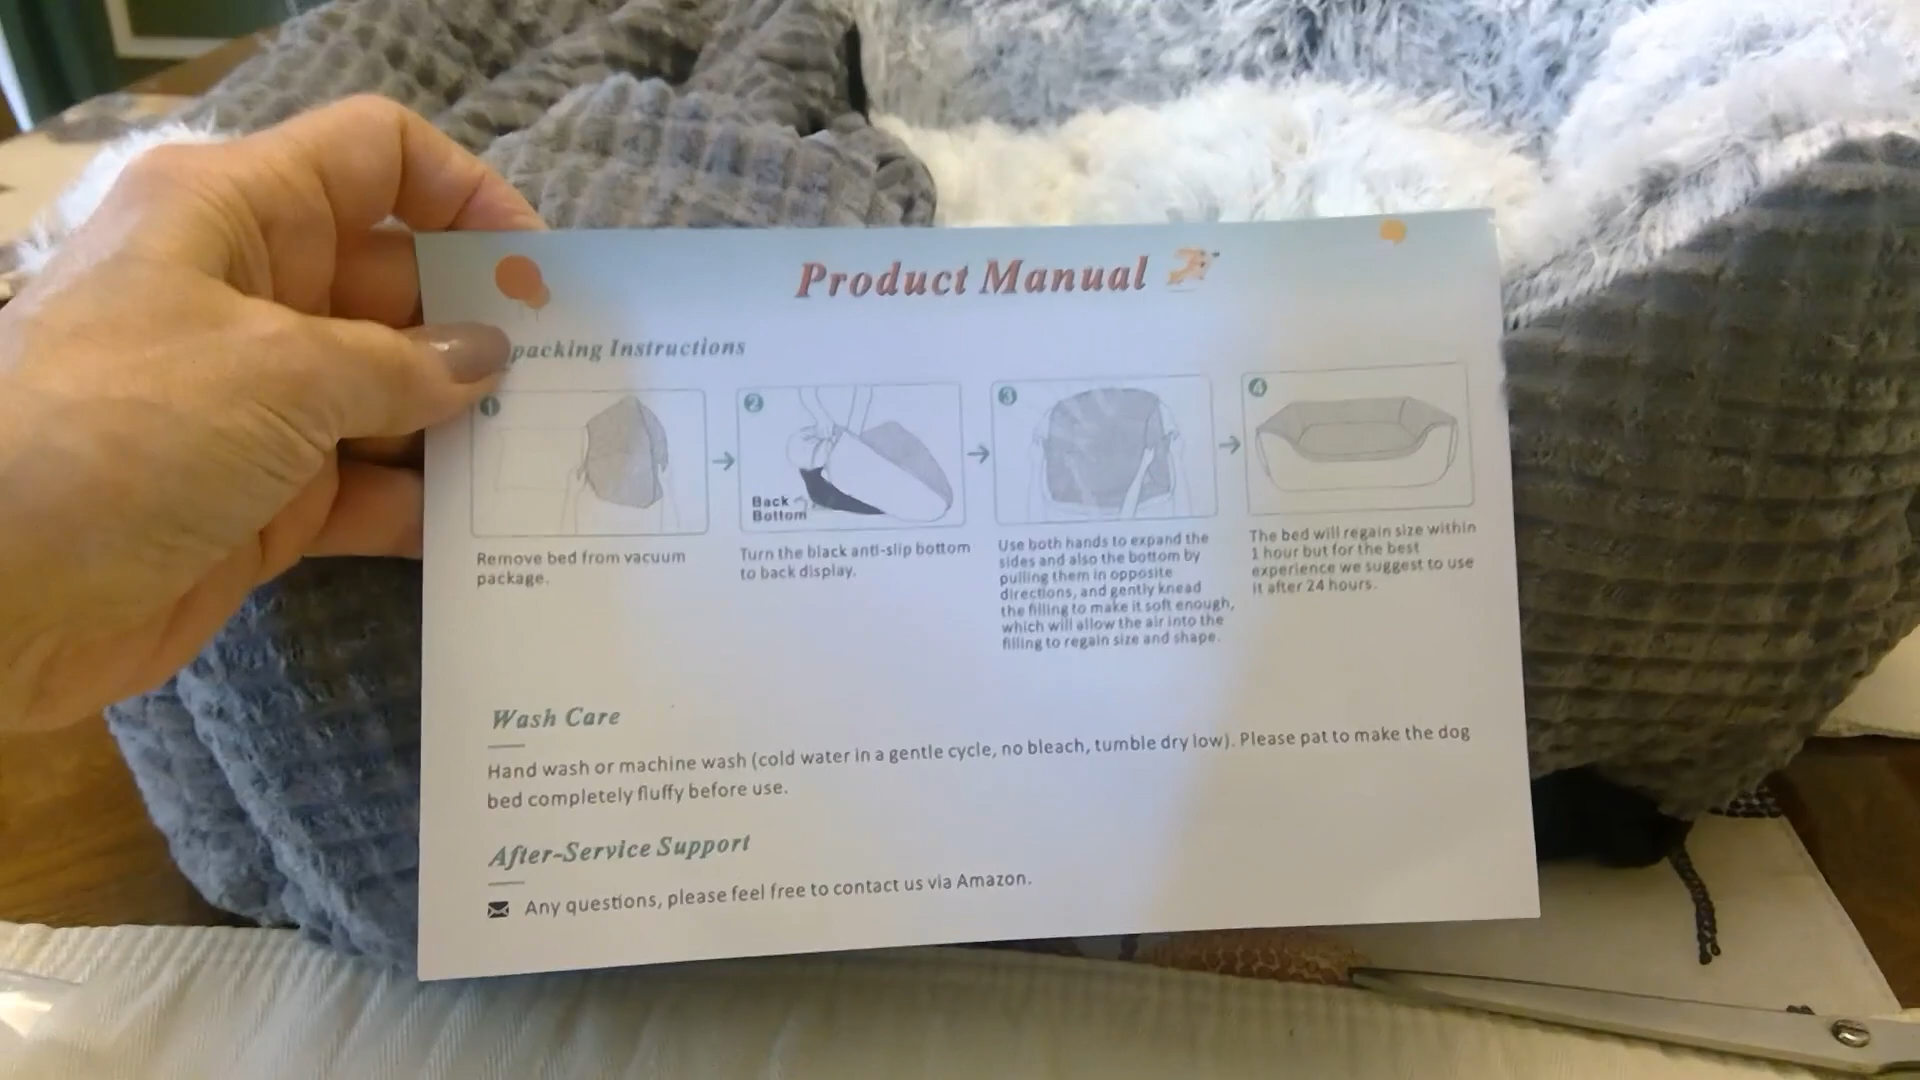 Product Manual
packing Instructions
1
2
3
4
Back
Bottom
Remove bed from vacuum
package.
Turn the black anti-slip bottom
to back display.
Use both hands to expand the
sides and also the bottom by
pulling them in opposite
directions, and gently knead
the filling to make it soft enough,
which will allow the air into the
filling to regain size and shape.
The bed will regain size within
1 hour but for the best
experience we suggest to use
it after 24 hours.
Wash Care
Hand wash or machine wash (cold water in a gentle cycle, no bleach, tumble dry low). Please pat to make the dog
bed completely fluffy before use.
After-Service Support
Any questions, please feel free to contact us via Amazon.